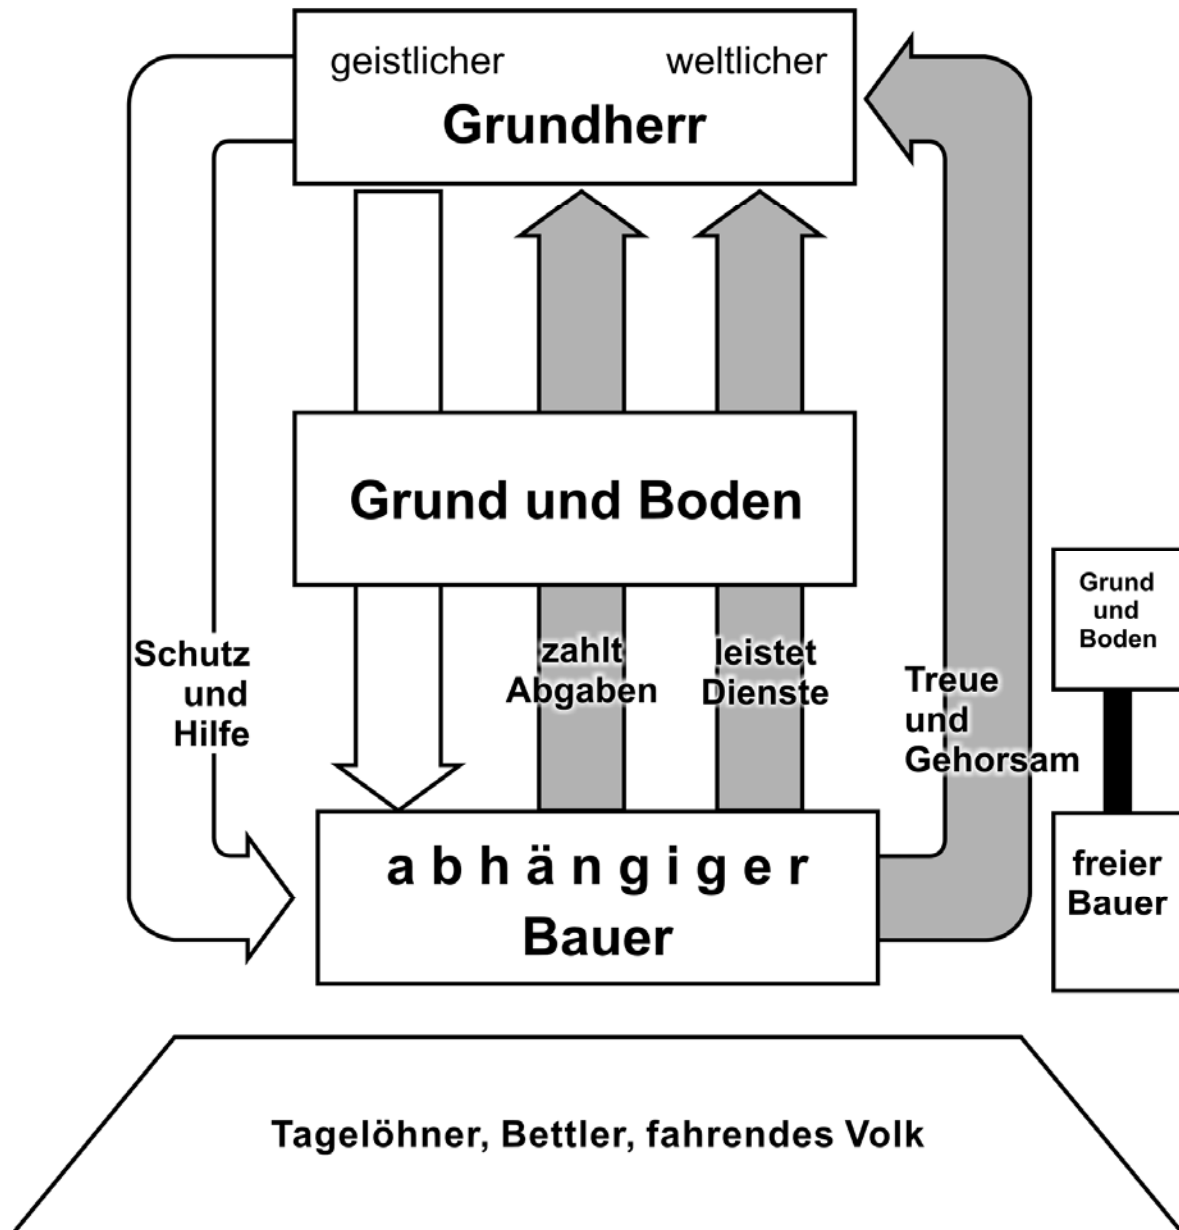 geistlicher weltlicher
Grundherr
Grund und Boden
Schutz
und
Hilfe
zahlt
Abgaben
leistet
Dienste
Treue
und
Gehorsam
Grund
und
Boden
abhängiger
Bauer
freier
Bauer
Tagelöhner, Bettler, fahrendes Volk